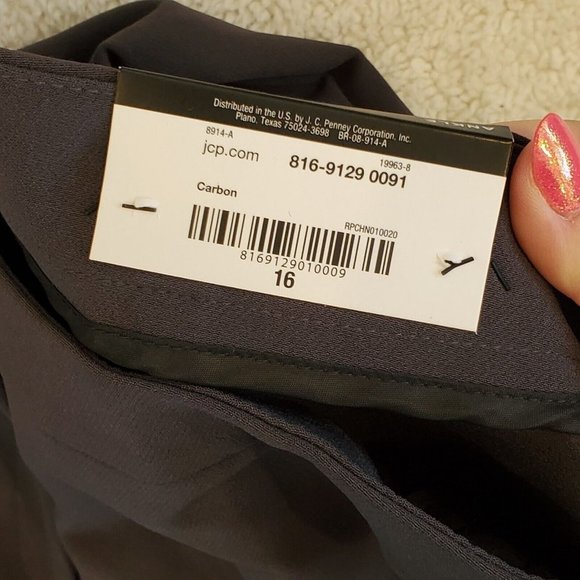 Distributed in the U.S. by J. C. Penney Corporation, Inc.
Plano, Texas 75024-3698 BR-08-914-A
8914-A 19963-8
jcp.com 816-9129 0091
Carbon
RPCHN010020
8169129010009
16
ANKLE